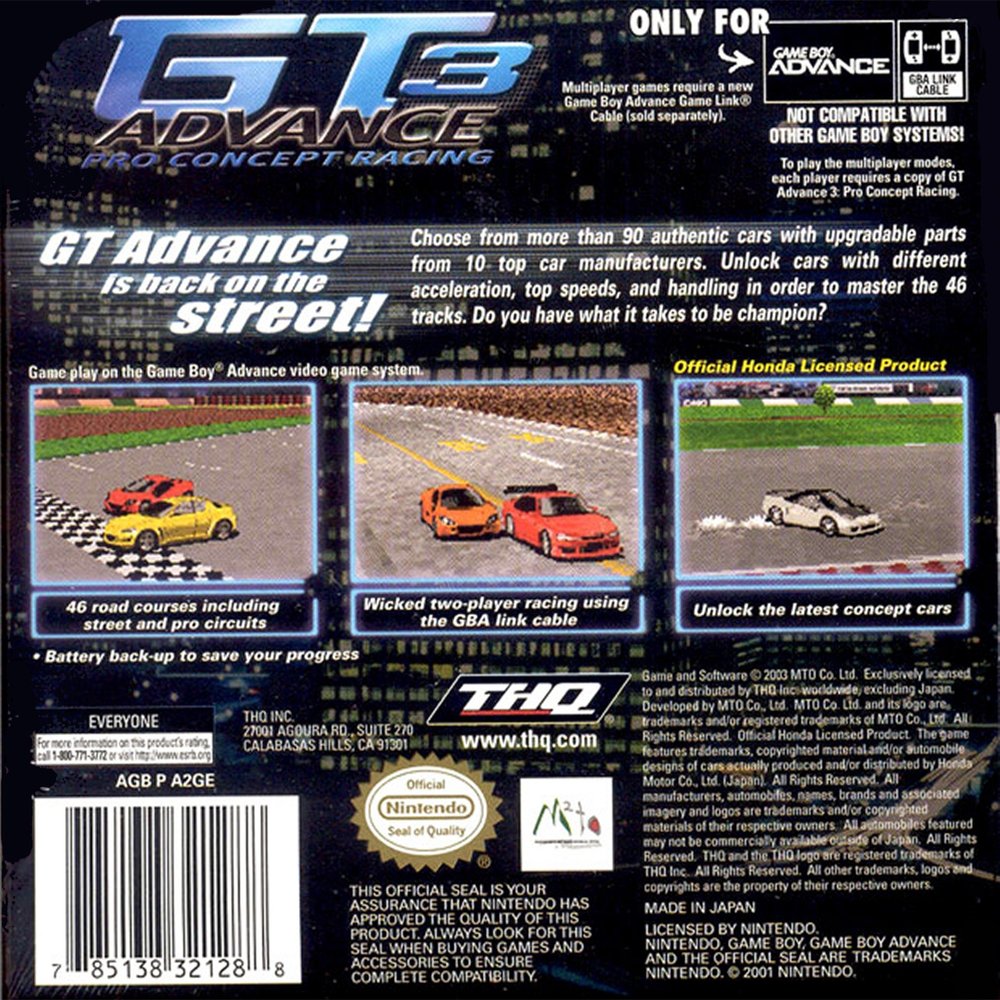 GT3
ADVANCE
PRO CONCEPT RACING
ONLY FOR
GAME BOY
ADVANCE
GBA LINK
CABLE
Multiplayer games require a new
Game Boy Advance Game Link®
Cable (sold separately).
NOT COMPATIBLE WITH
OTHER GAME BOY SYSTEMS!
To play the multiplayer modes,
each player requires a copy of GT
Advance 3: Pro Concept Racing.
GT Advance
is back on the
street!
Choose from more than 90 authentic cars with upgradable parts
from 10 top car manufacturers. Unlock cars with different
acceleration, top speeds, and handling in order to master the 46
tracks. Do you have what it takes to be champion?
Game play on the Game Boy® Advance video game system.
Official Honda Licensed Product
46 road courses including
street and pro circuits
Wicked two-player racing using
the GBA link cable
Unlock the latest concept cars
• Battery back-up to save your progress
EVERYONE
For more information on this product's rating,
call 1-800-771-3772 or visit http://www.esrb.org
AGB P A2GE
THQ INC.
27001 AGOURA RD., SUITE 270
CALABASAS HILLS, CA 91301
THQ
www.thq.com
Official
Nintendo
Seal of Quality
®
THIS OFFICIAL SEAL IS YOUR
ASSURANCE THAT NINTENDO HAS
APPROVED THE QUALITY OF THIS
PRODUCT. ALWAYS LOOK FOR THIS
SEAL WHEN BUYING GAMES AND
ACCESSORIES TO ENSURE
COMPLETE COMPATIBILITY.
Game and Software © 2003 MTO Co. Ltd. Exclusively licensed
to and distributed by THQ Inc. worldwide, excluding Japan.
Developed by MTO Co., Ltd. MTO Co. Ltd. and its logo are
trademarks and/or registered trademarks of MTO Co., Ltd. All
Rights Reserved. Official Honda Licensed Product. The game
features trademarks, copyrighted material and/or automobile
designs of cars actually produced and/or distributed by Honda
Motor Co., Ltd. (Japan). All Rights Reserved. All
manufacturers, automobiles, names, brands and associated
imagery and logos are trademarks and/or copyrighted
materials of their respective owners. All automobiles featured
may not be commercially available outside of Japan. All Rights
Reserved. THQ and the THQ logo are registered trademarks of
THQ Inc. All Rights Reserved. All other trademarks, logos and
copyrights are the property of their respective owners.
MADE IN JAPAN
LICENSED BY NINTENDO.
NINTENDO, GAME BOY, GAME BOY ADVANCE
AND THE OFFICIAL SEAL ARE TRADEMARKS
NINTENDO. © 2001 NINTENDO.
7 85138 32128 8